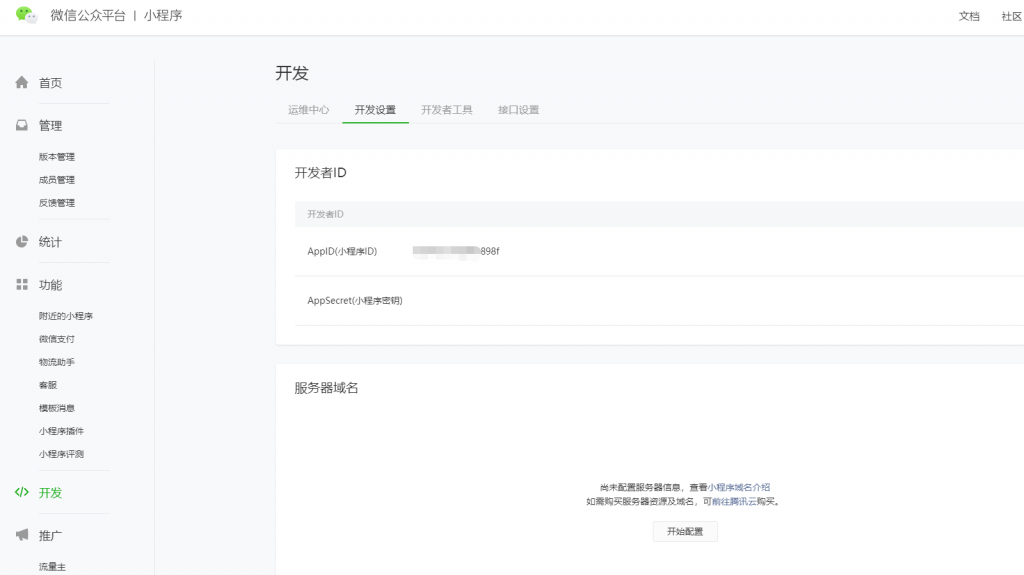 微信公众平台 | 小程序
文档 社区
首页
管理
版本管理
成员管理
反馈管理
统计
功能
附近的小程序
微信支付
物流助手
客服
模板消息
小程序插件
小程序评测
开发
推广
流量主
开发
运维中心 开发设置 开发者工具 接口设置
开发者ID
开发者ID
AppID(小程序ID) 898f
AppSecret(小程序密钥)
服务器域名
尚未配置服务器信息，查看小程序域名介绍
如需购买服务器资源及域名，可前往腾讯云购买。
开始配置